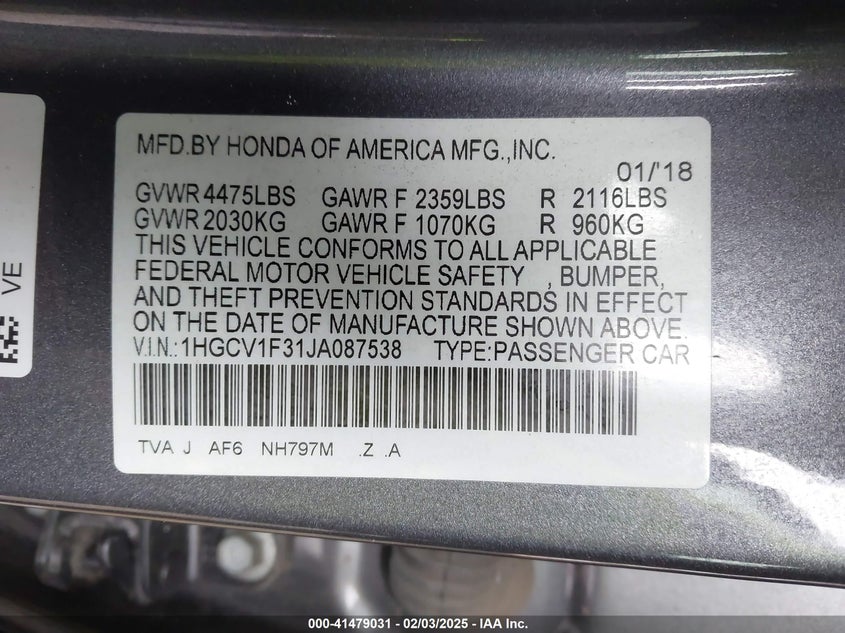 MFD.BY HONDA OF AMERICA MFG.,INC.
01/'18
GVWR 4475LBS GAWR F 2359LBS R 2116LBS
GVWR 2030KG GAWR F 1070KG R 960KG
THIS VEHICLE CONFORMS TO ALL APPLICABLE
FEDERAL MOTOR VEHICLE SAFETY , BUMPER,
AND THEFT PREVENTION STANDARDS IN EFFECT
ON THE DATE OF MANUFACTURE SHOWN ABOVE.
V.I.N.:1HGCV1F31JA087538 TYPE:PASSENGER CAR
TVA J AF6 NH797M .Z .A
VE
000-41479031 - 02/03/2025 - IAA Inc.